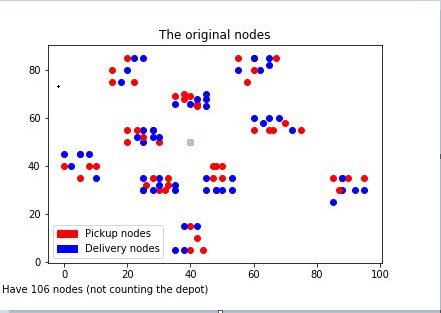 The original nodes
80
60
40
20
0
Pickup nodes
Delivery nodes
0 20 40 60 80 100
Have 106 nodes (not counting the depot)